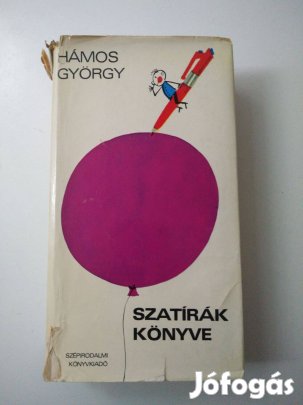 HÁMOS
GYÖRGY
SZATÍRÁK
KÖNYVE
SZÉPIRODALMI
KÖNYVKIADÓ
Jófogás